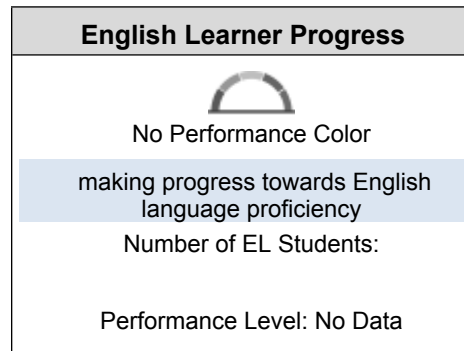 English Learner Progress
No Performance Color
making progress towards English
language proficiency
Number of EL Students:
Performance Level: No Data